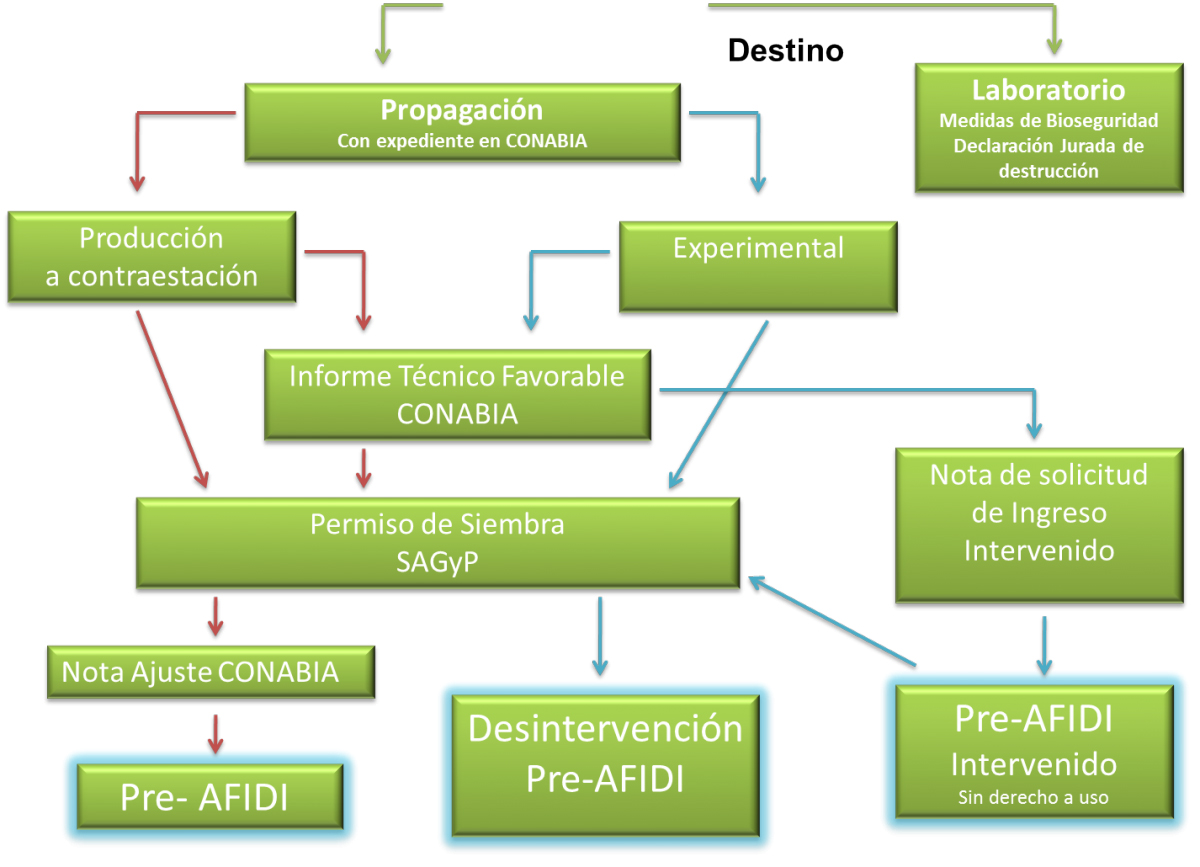 Destino
Propagación
Con expediente en CONABIA
Laboratorio
Medidas de Bioseguridad
Declaración Jurada de
destrucción
Producción
a contraestación
Experimental
Informe Técnico Favorable
CONABIA
Nota de solicitud
de Ingreso
Intervenido
Permiso de Siembra
SAGyP
Nota Ajuste CONABIA
Desintervención
Pre-AFIDI
Pre-AFIDI
Intervenido
Sin derecho a uso
Pre- AFIDI